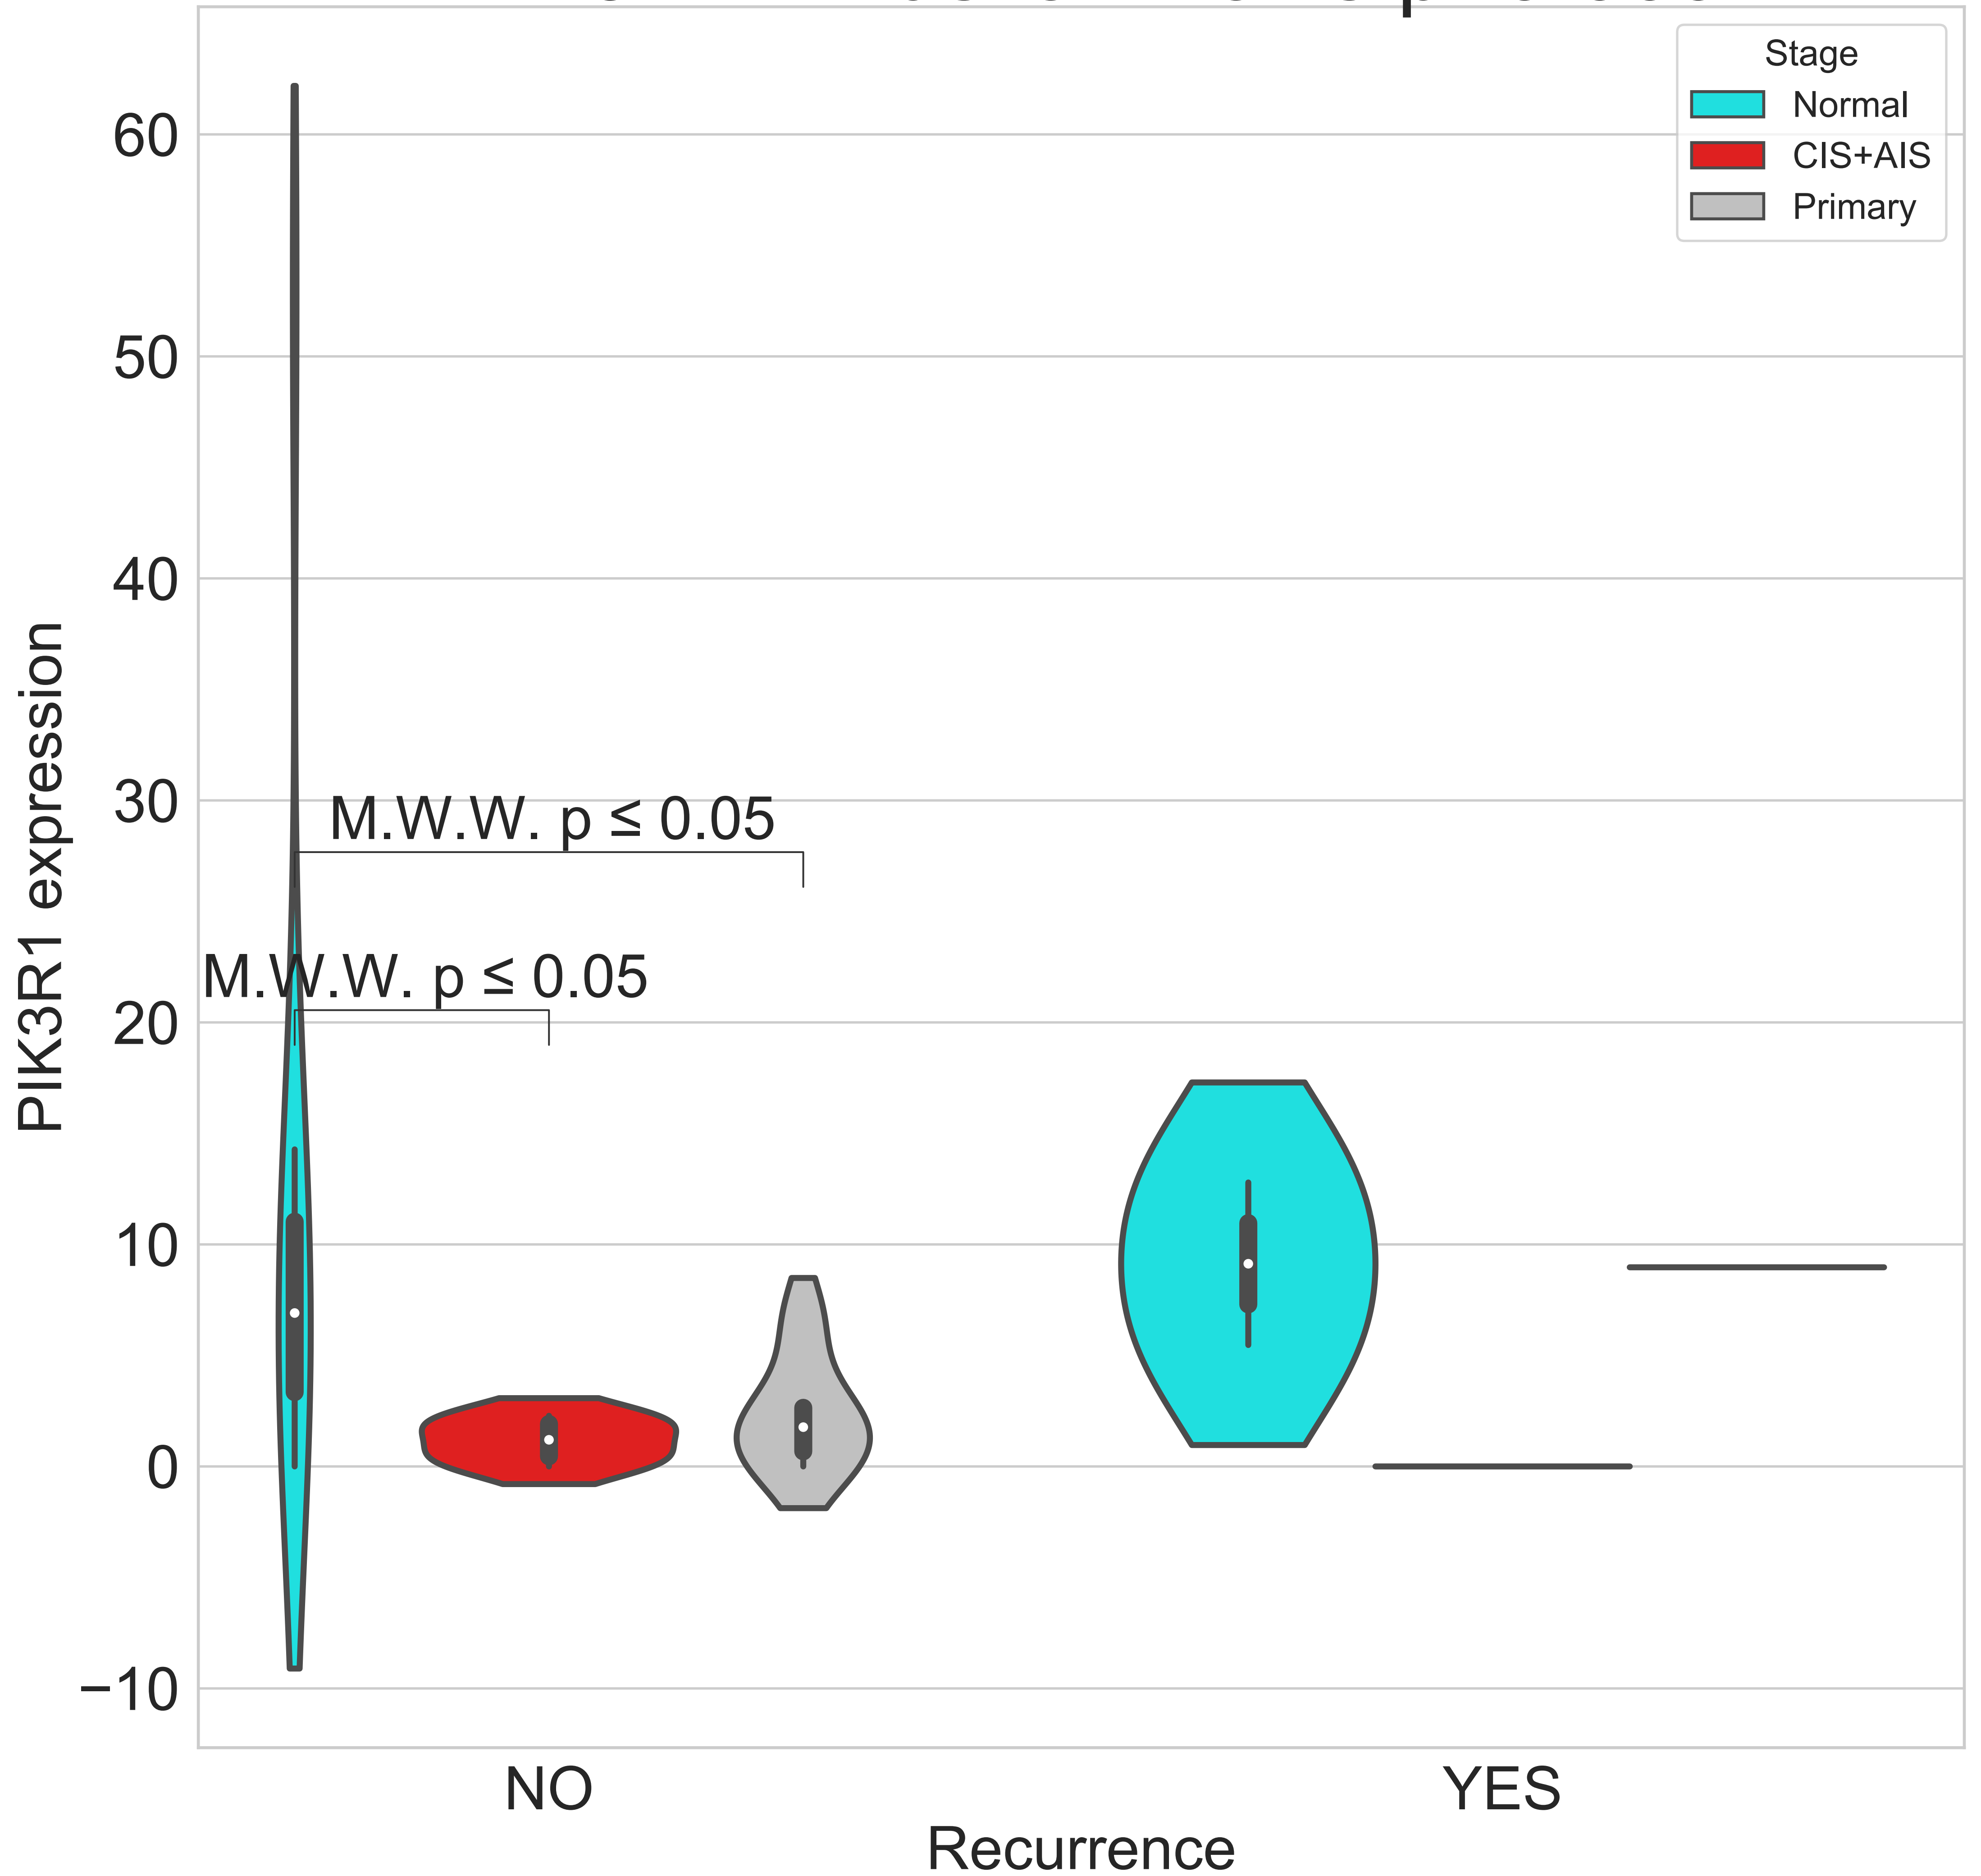 Stage
Normal
CIS+AIS
Primary
60
50
40
30
20
10
0
−10
PIK3R1 expression
M.W.W. p ≤ 0.05
M.W.W. p ≤ 0.05
NO
YES
Recurrence